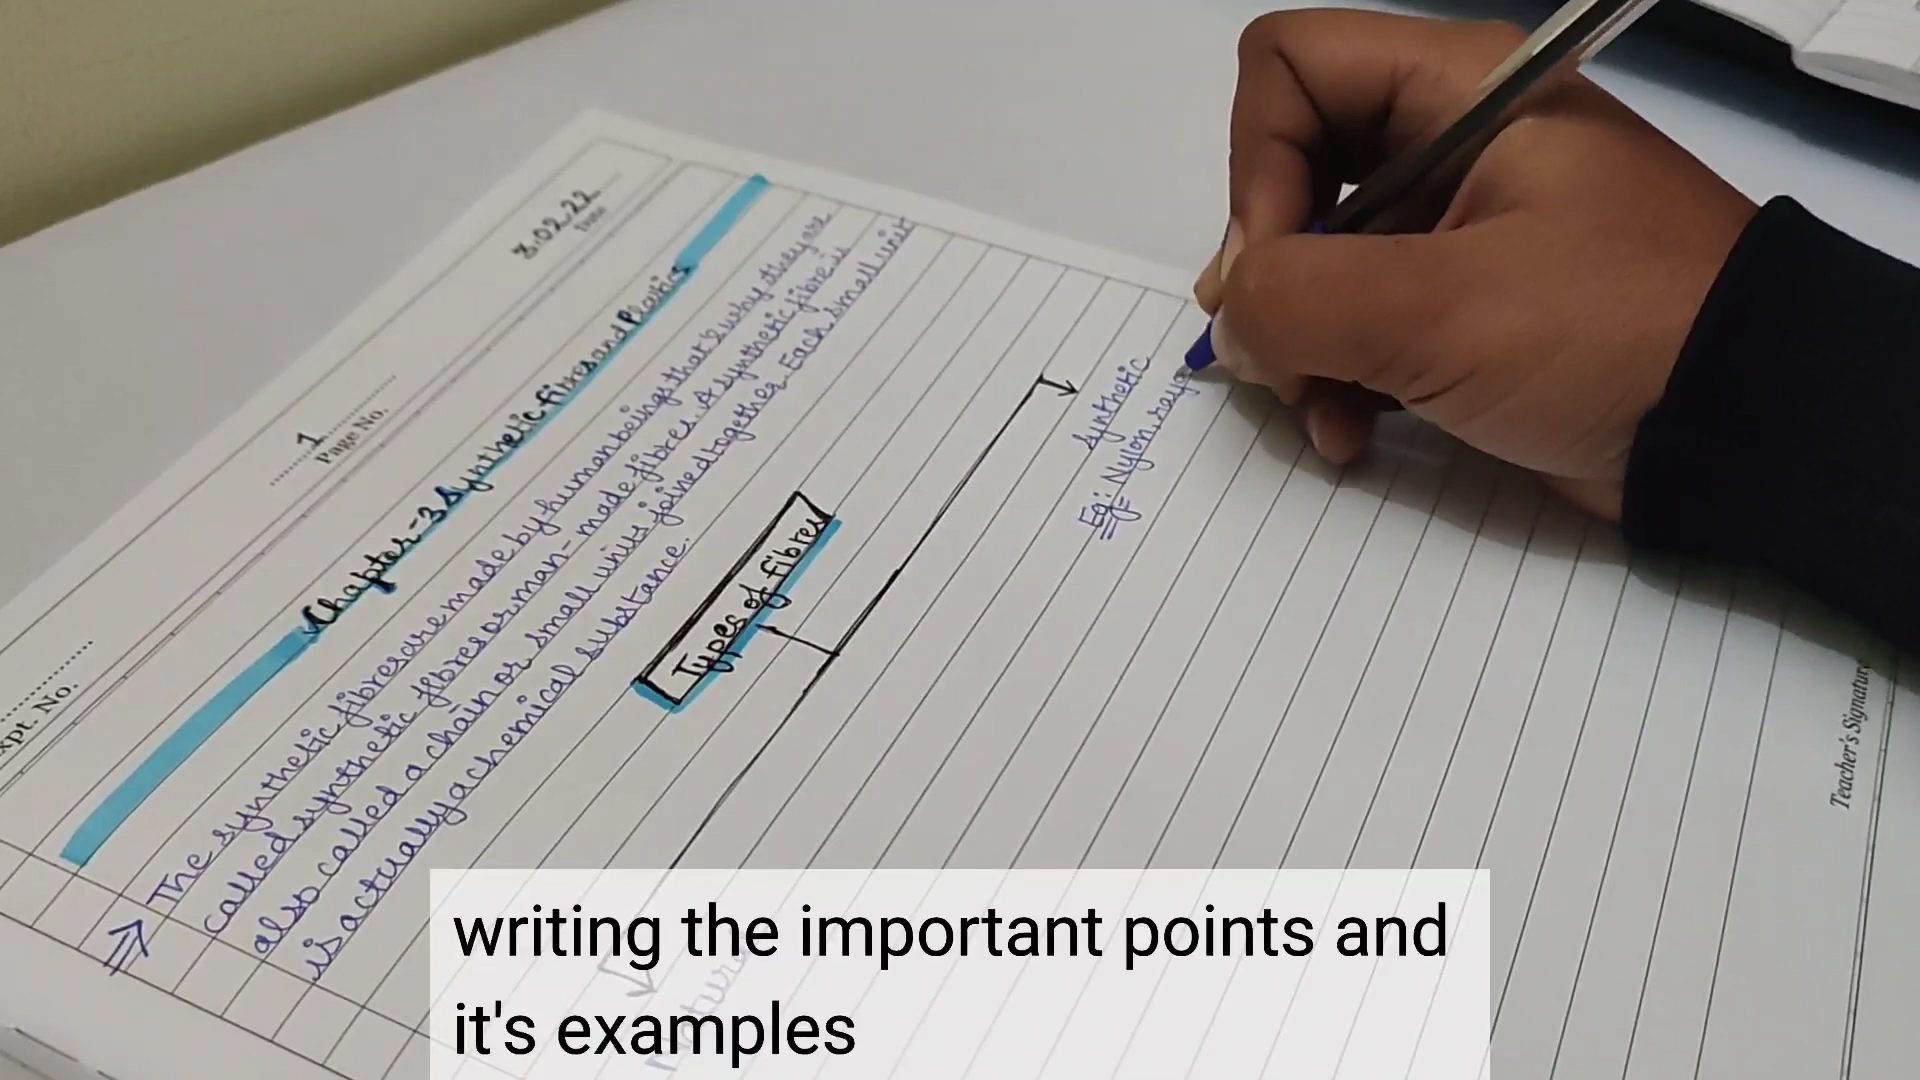 Expt. No.
Page No. 1
8.02.22
Date
Chapter-3 Synthetic fibres and Plastics
⇒ The synthetic fibres are made by human beings that's why they are
called synthetic fibres or man-made fibres. A synthetic fibre is
also called a chain or small units joined together. Each small unit
is actually a chemical substance.
Types of fibres
Synthetic
Eg: Nylon, rayo
Teacher's Signature
writing the important points and
it's examples